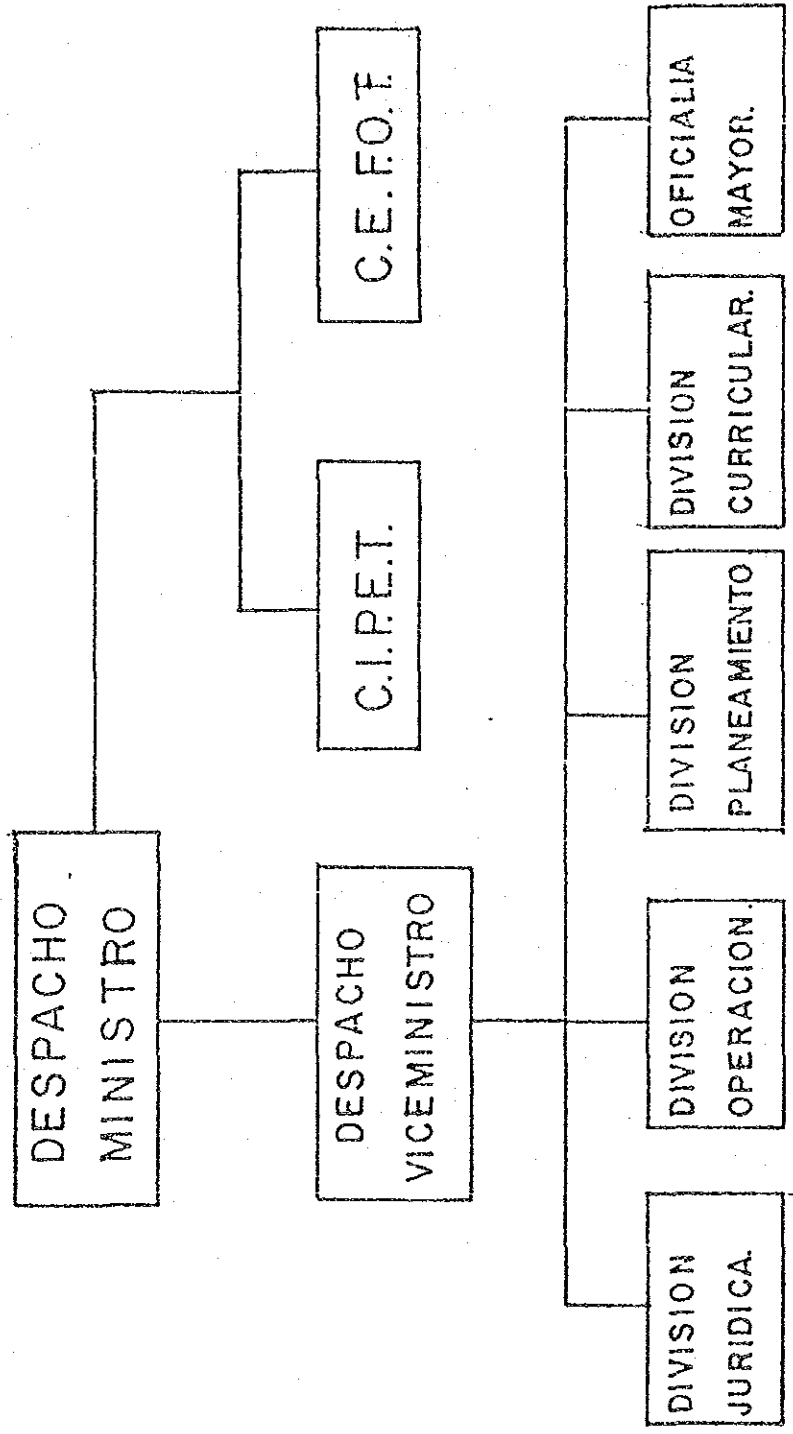 DESPACHO
MINISTRO
C.I.P.E.T.
C.E.F.O.T.
DESPACHO
VICEMINISTRO
DIVISION
JURIDICA.
DIVISION
OPERACION.
DIVISION
PLANEAMIENTO
DIVISION
CURRICULAR.
OFICIALIA
MAYOR.